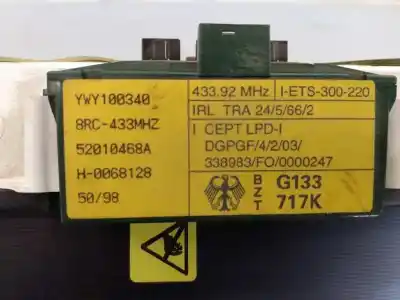 YWY100340
8RC-433MHZ
52010468A
H-0068128
50/98
433.92 MHz I-ETS-300-220
IRL TRA 24/5/66/2
I CEPT LPD-I
DGPGF/4/2/03/
338983/FO/0000247
BZT
G133
717K